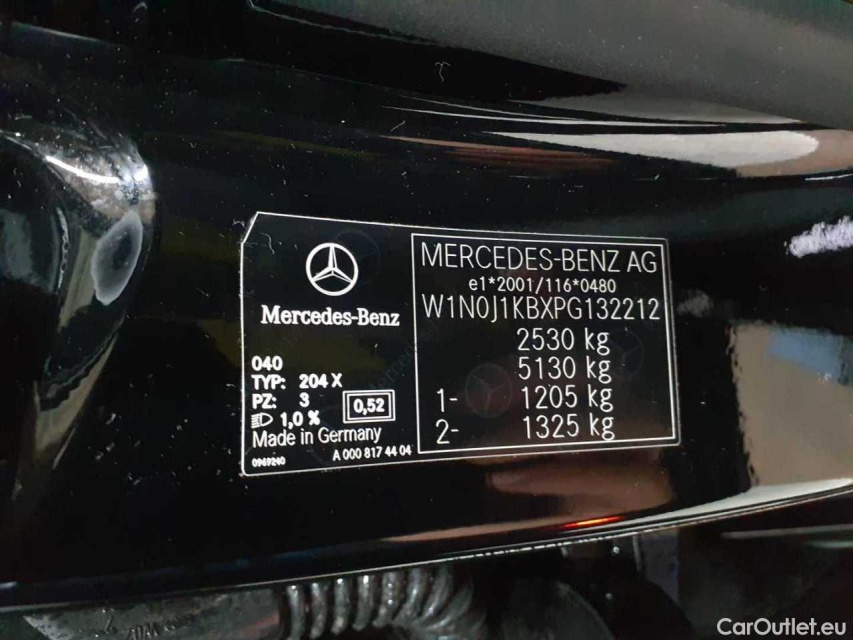 Mercedes-Benz
040
TYP: 204 X
PZ: 3
1,0 %
0,52
Made in Germany
0969240
A 000 817 44 04
MERCEDES-BENZ AG
e1*2001/116*0480
W1N0J1KBXPG132212
2530 kg
5130 kg
1- 1205 kg
2- 1325 kg
CarOutlet.eu